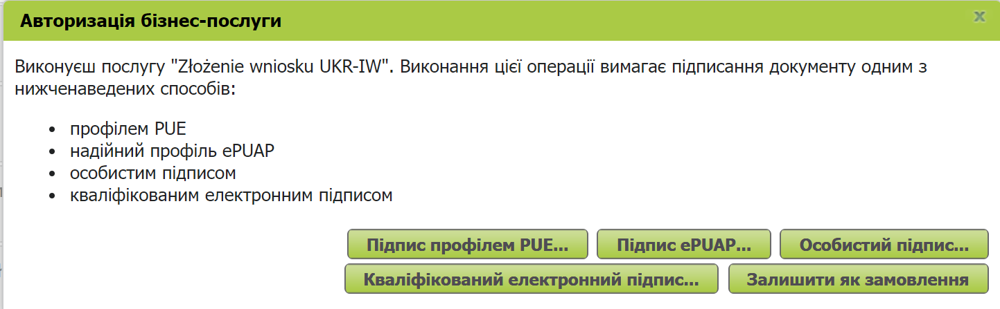 Авторизація бізнес-послуги
x
Виконуєш послугу "Złożenie wniosku UKR-IW". Виконання цієї операції вимагає підписання документу одним з
нижченаведених способів:
• профілем PUE
• надійний профіль ePUAP
• особистим підписом
• кваліфікованим електронним підписом
Підпис профілем PUE... Підпис ePUAP... Особистий підпис...
Кваліфікований електронний підпис... Залишити як замовлення